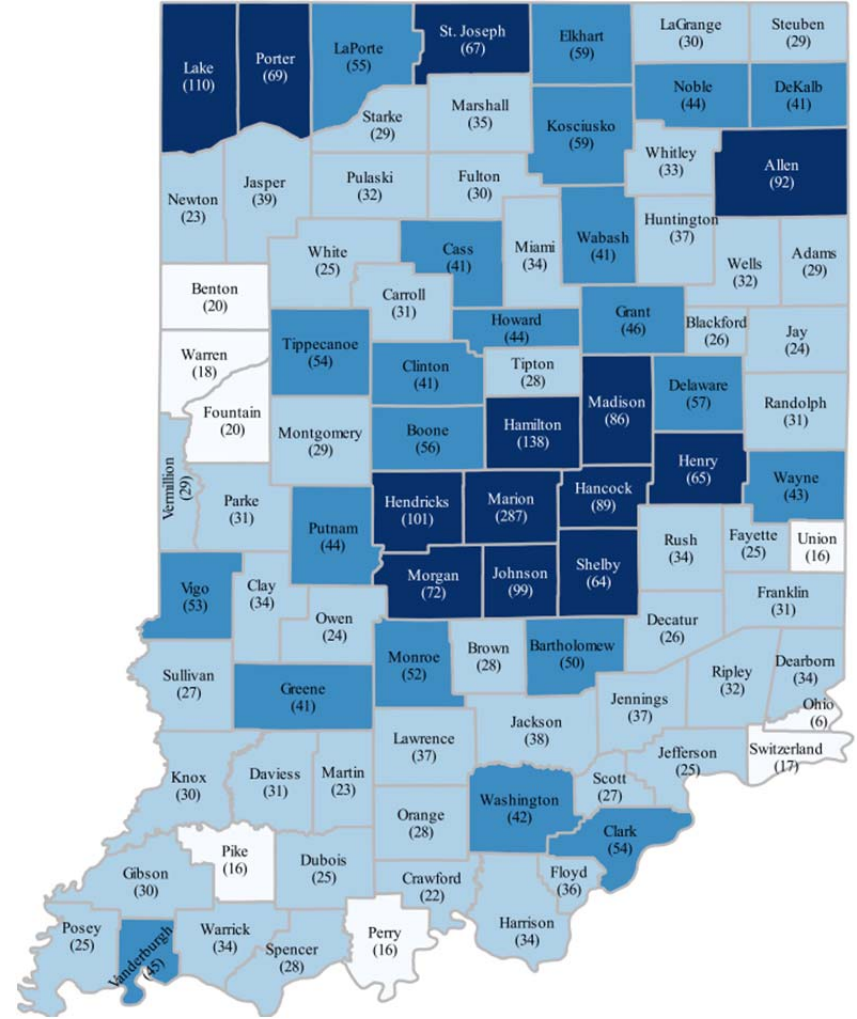 Lake
(110)
Porter
(69)
LaPorte
(55)
St. Joseph
(67)
Elkhart
(59)
LaGrange
(30)
Steuben
(29)
Noble
(44)
DeKalb
(41)
Starke
(29)
Marshall
(35)
Kosciusko
(59)
Whitley
(33)
Allen
(92)
Newton
(23)
Jasper
(39)
Pulaski
(32)
Fulton
(30)
White
(25)
Cass
(41)
Miami
(34)
Wabash
(41)
Huntington
(37)
Wells
(32)
Adams
(29)
Benton
(20)
Carroll
(31)
Warren
(18)
Tippecanoe
(54)
Howard
(44)
Grant
(46)
Blackford
(26)
Jay
(24)
Clinton
(41)
Tipton
(28)
Fountain
(20)
Montgomery
(29)
Boone
(56)
Hamilton
(138)
Madison
(86)
Delaware
(57)
Randolph
(31)
Vermillion
(29)
Parke
(31)
Putnam
(44)
Hendricks
(101)
Marion
(287)
Hancock
(89)
Henry
(65)
Wayne
(43)
Vigo
(53)
Clay
(34)
Owen
(24)
Morgan
(72)
Johnson
(99)
Shelby
(64)
Rush
(34)
Fayette
(25)
Union
(16)
Franklin
(31)
Sullivan
(27)
Greene
(41)
Monroe
(52)
Brown
(28)
Bartholomew
(50)
Decatur
(26)
Ripley
(32)
Dearborn
(34)
Ohio
(6)
Lawrence
(37)
Jackson
(38)
Jennings
(37)
Jefferson
(25)
Switzerland
(17)
Knox
(30)
Daviess
(31)
Martin
(23)
Orange
(28)
Washington
(42)
Scott
(27)
Clark
(54)
Gibson
(30)
Pike
(16)
Dubois
(25)
Crawford
(22)
Floyd
(36)
Harrison
(34)
Posey
(25)
Vanderburgh
(45)
Warrick
(34)
Spencer
(28)
Perry
(16)